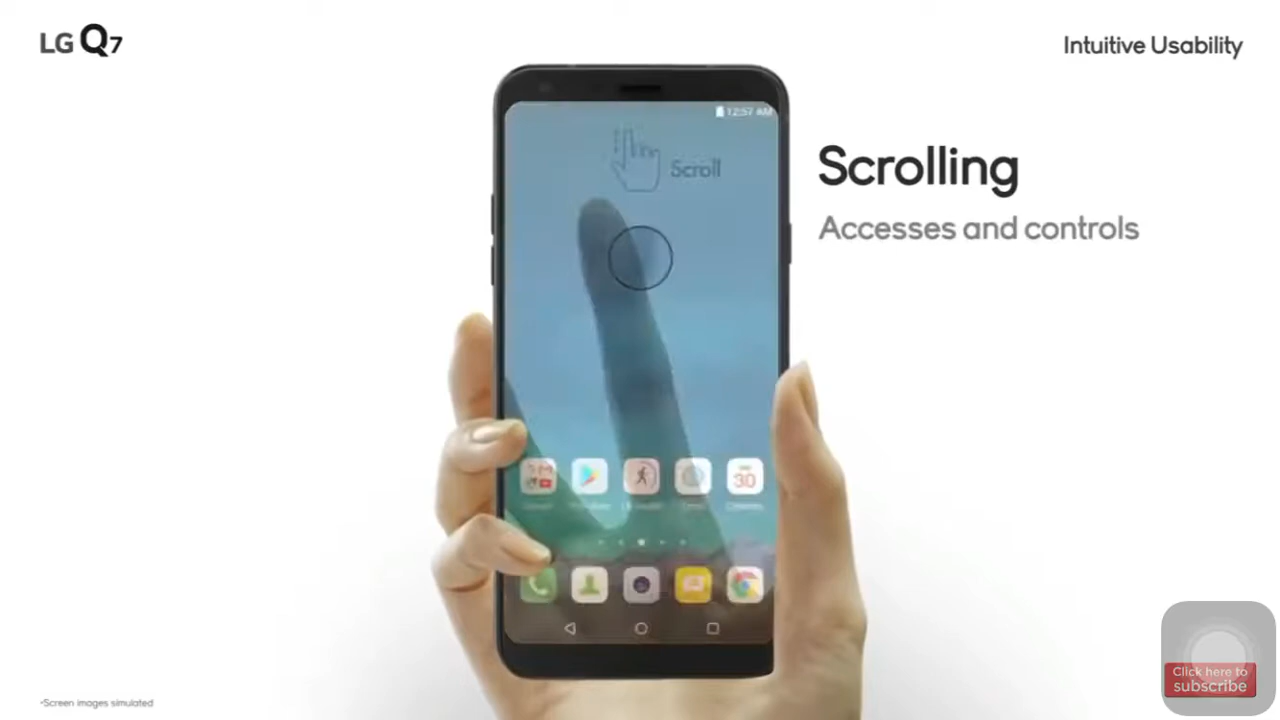 LG Q7
Intuitive Usability
12:57 AM
Scroll
Scrolling
Accesses and controls
30
Click here to
subscribe
*Screen images simulated